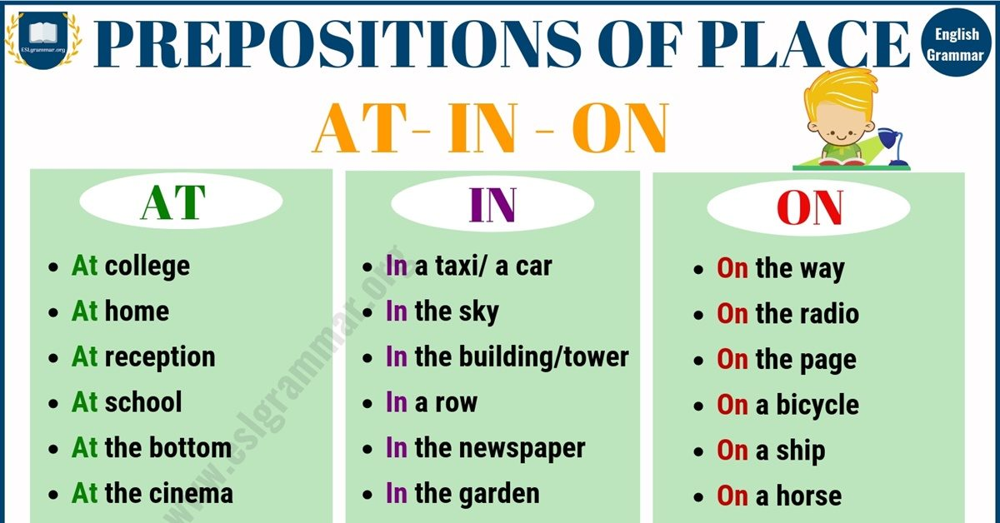 ESLgrammar.org
PREPOSITIONS OF PLACE
English
Grammar
AT- IN - ON
AT
At college
At home
At reception
At school
At the bottom
At the cinema
IN
In a taxi/ a car
In the sky
In the building/tower
In a row
In the newspaper
In the garden
ON
On the way
On the radio
On the page
On a bicycle
On a ship
On a horse
www.eslgrammar.org